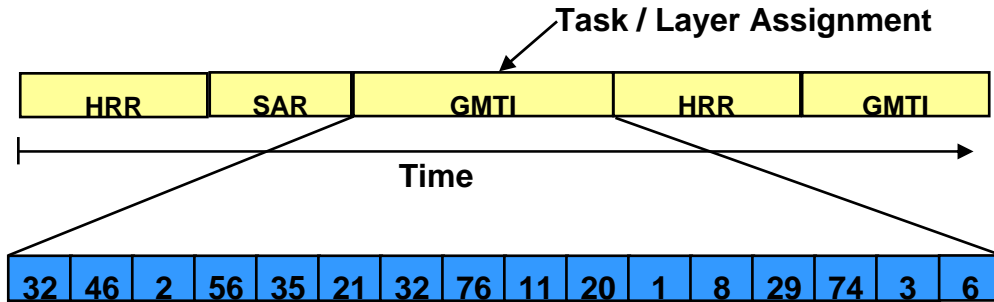 Task / Layer Assignment
HRR SAR GMTI HRR GMTI
Time
32 46 2 56 35 21 32 76 11 20 1 8 29 74 3 6